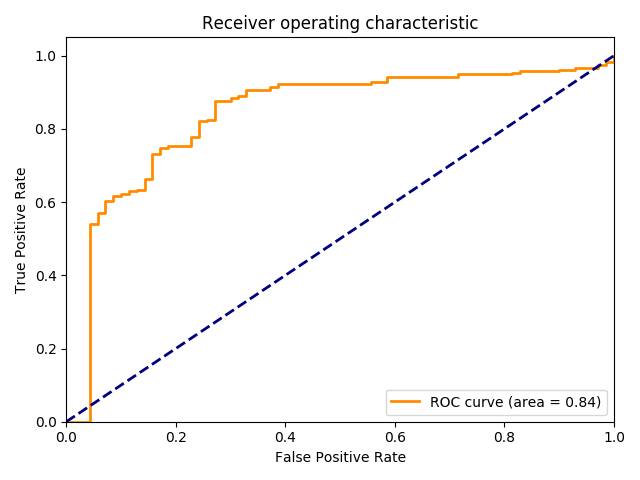 Receiver operating characteristic
True Positive Rate
1.0
0.8
0.6
0.4
0.2
0.0
0.0 0.2 0.4 0.6 0.8 1.0
False Positive Rate
ROC curve (area = 0.84)